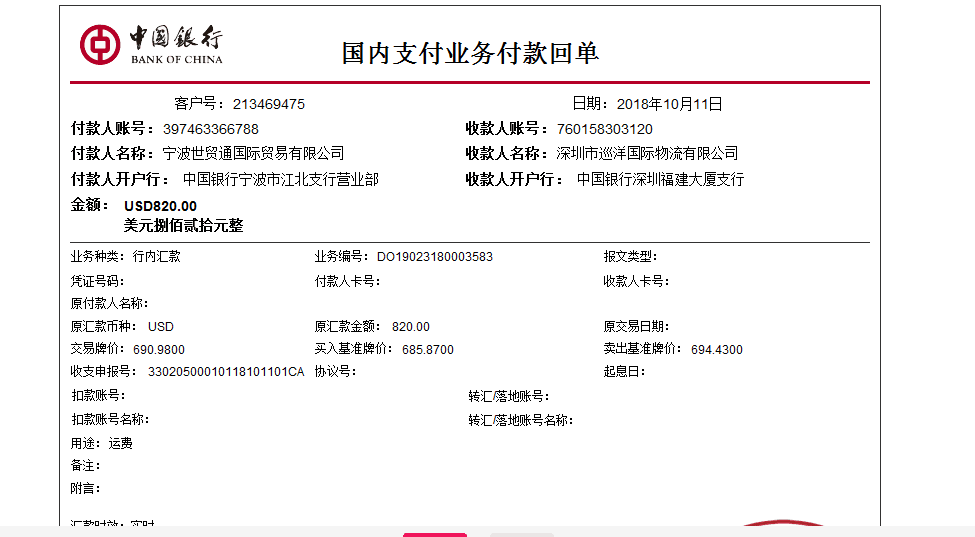 中国银行
BANK OF CHINA
国内支付业务付款回单
客户号：213469475 日期：2018年10月11日
付款人账号：397463366788 收款人账号：760158303120
付款人名称：宁波世贸通国际贸易有限公司 收款人名称：深圳市巡洋国际物流有限公司
付款人开户行：中国银行宁波市江北支行营业部 收款人开户行：中国银行深圳福建大厦支行
金额：USD820.00
美元捌佰贰拾元整
业务种类：行内汇款 业务编号：DO19023180003583 报文类型：
凭证号码： 付款人卡号： 收款人卡号：
原付款人名称：
原汇款币种：USD 原汇款金额：820.00 原交易日期：
交易牌价：690.9800 买入基准牌价：685.8700 卖出基准牌价：694.4300
收支申报号：33020500010118101101CA 协议号： 起息日：
扣款账号： 转汇/落地账号：
扣款账号名称： 转汇/落地账号名称：
用途：运费
备注：
附言：
汇款时效：实时